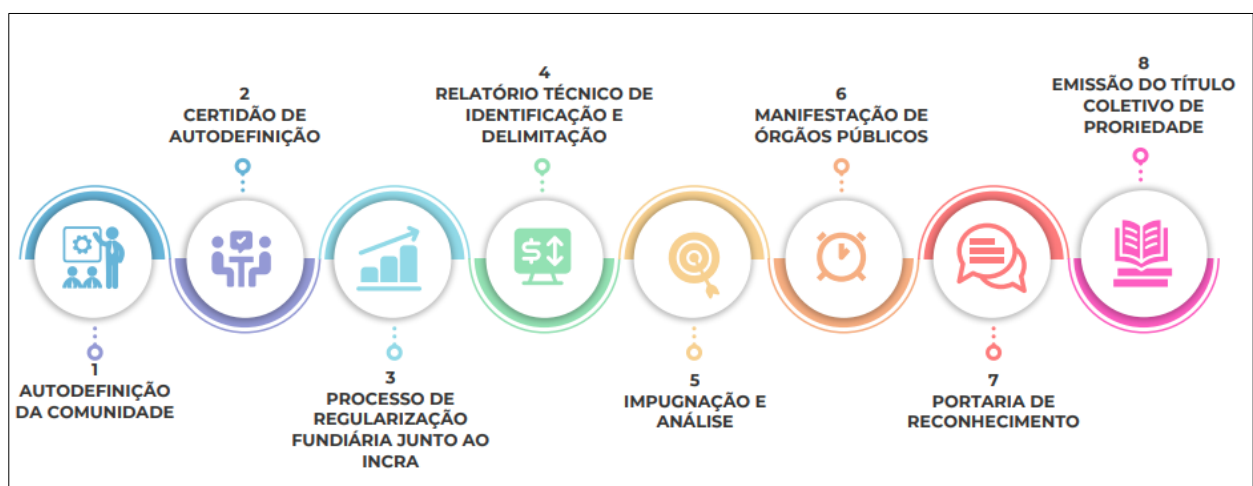 1
AUTODEFINIÇÃO
DA COMUNIDADE
2
CERTIDÃO DE
AUTODEFINIÇÃO
3
PROCESSO DE
REGULARIZAÇÃO
FUNDIÁRIA JUNTO AO
INCRA
4
RELATÓRIO TÉCNICO DE
IDENTIFICAÇÃO E
DELIMITAÇÃO
$
5
IMPUGNAÇÃO E
ANÁLISE
6
MANIFESTAÇÃO DE
ÓRGÃOS PÚBLICOS
7
PORTARIA DE
RECONHECIMENTO
8
EMISSÃO DO TÍTULO
COLETIVO DE
PRORIEDADE